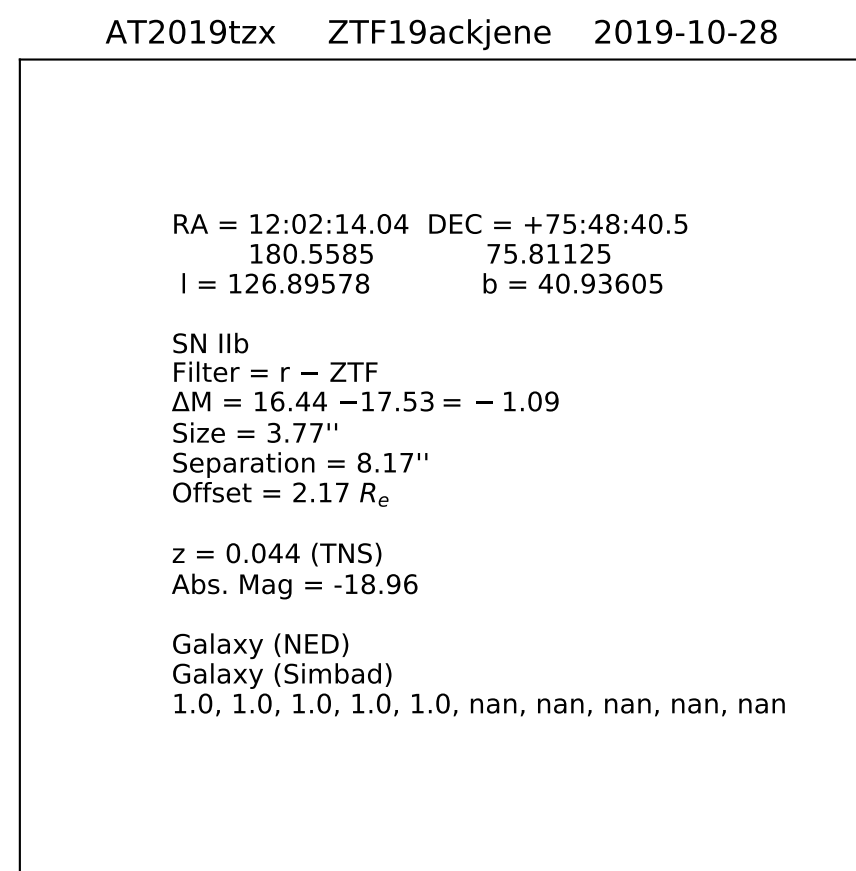 AT2019tzx ZTF19ackjene 2019-10-28
RA = 12:02:14.04 DEC = +75:48:40.5
180.5585 75.81125
l = 126.89578 b = 40.93605
SN IIb
Filter = r − ZTF
ΔM = 16.44 −17.53 = − 1.09
Size = 3.77''
Separation = 8.17''
Offset = 2.17 Rₑ
z = 0.044 (TNS)
Abs. Mag = -18.96
Galaxy (NED)
Galaxy (Simbad)
1.0, 1.0, 1.0, 1.0, 1.0, nan, nan, nan, nan, nan